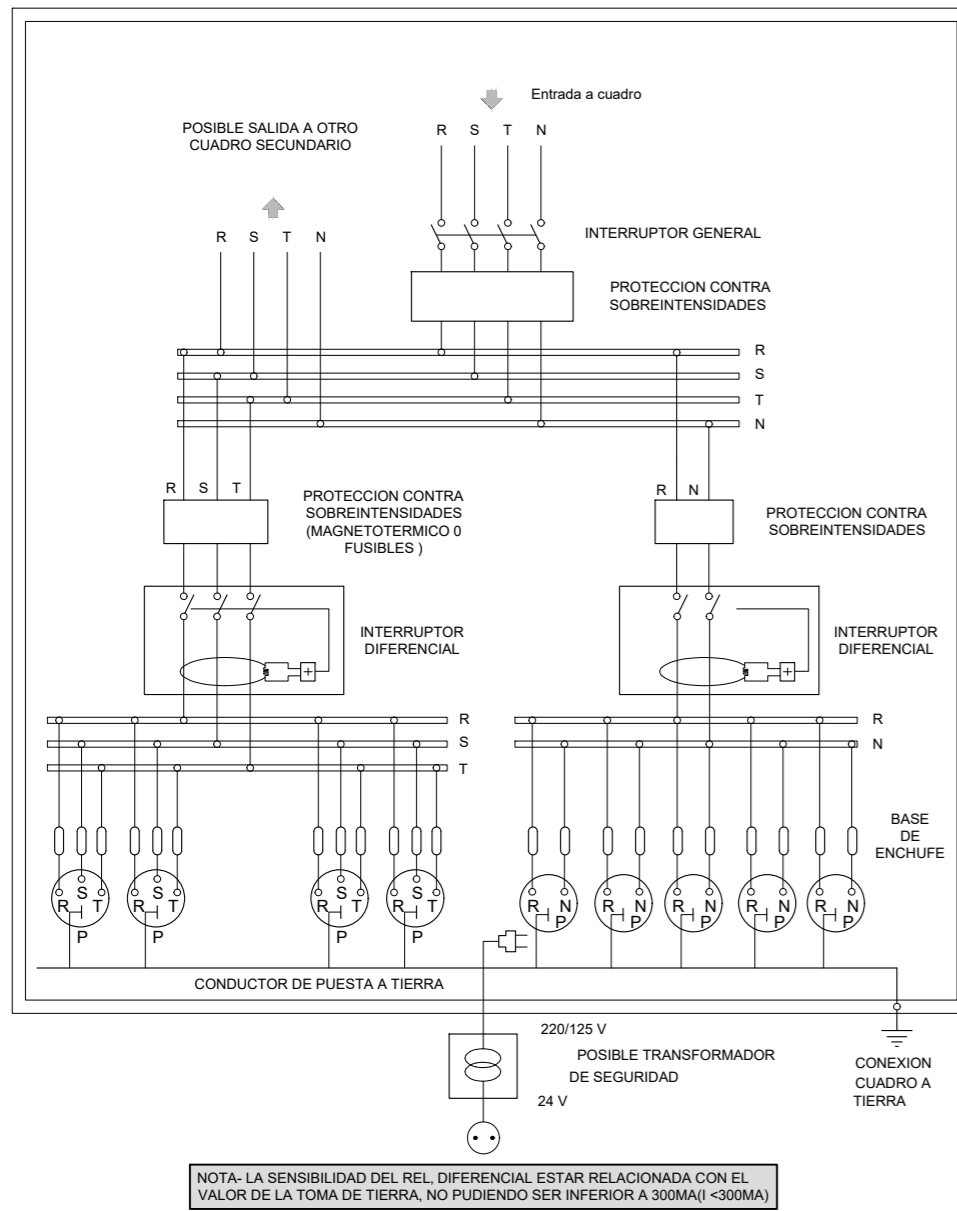 Entrada a cuadro
POSIBLE SALIDA A OTRO
CUADRO SECUNDARIO
R S T N
R S T N
INTERRUPTOR GENERAL
PROTECCION CONTRA
SOBREINTENSIDADES
R
S
T
N
R S T
PROTECCION CONTRA
SOBREINTENSIDADES
(MAGNETOTERMICO 0
FUSIBLES )
R N
PROTECCION CONTRA
SOBREINTENSIDADES
INTERRUPTOR
DIFERENCIAL
INTERRUPTOR
DIFERENCIAL
R
S
T
R
N
BASE
DE
ENCHUFE
R S T
P
R S T
P
R S T
P
R S T
P
R N
P
R N
P
R N
P
R N
P
R N
P
CONDUCTOR DE PUESTA A TIERRA
220/125 V
POSIBLE TRANSFORMADOR
DE SEGURIDAD
24 V
CONEXION
CUADRO A
TIERRA
NOTA- LA SENSIBILIDAD DEL REL, DIFERENCIAL ESTAR RELACIONADA CON EL
VALOR DE LA TOMA DE TIERRA, NO PUDIENDO SER INFERIOR A 300MA(I <300MA)